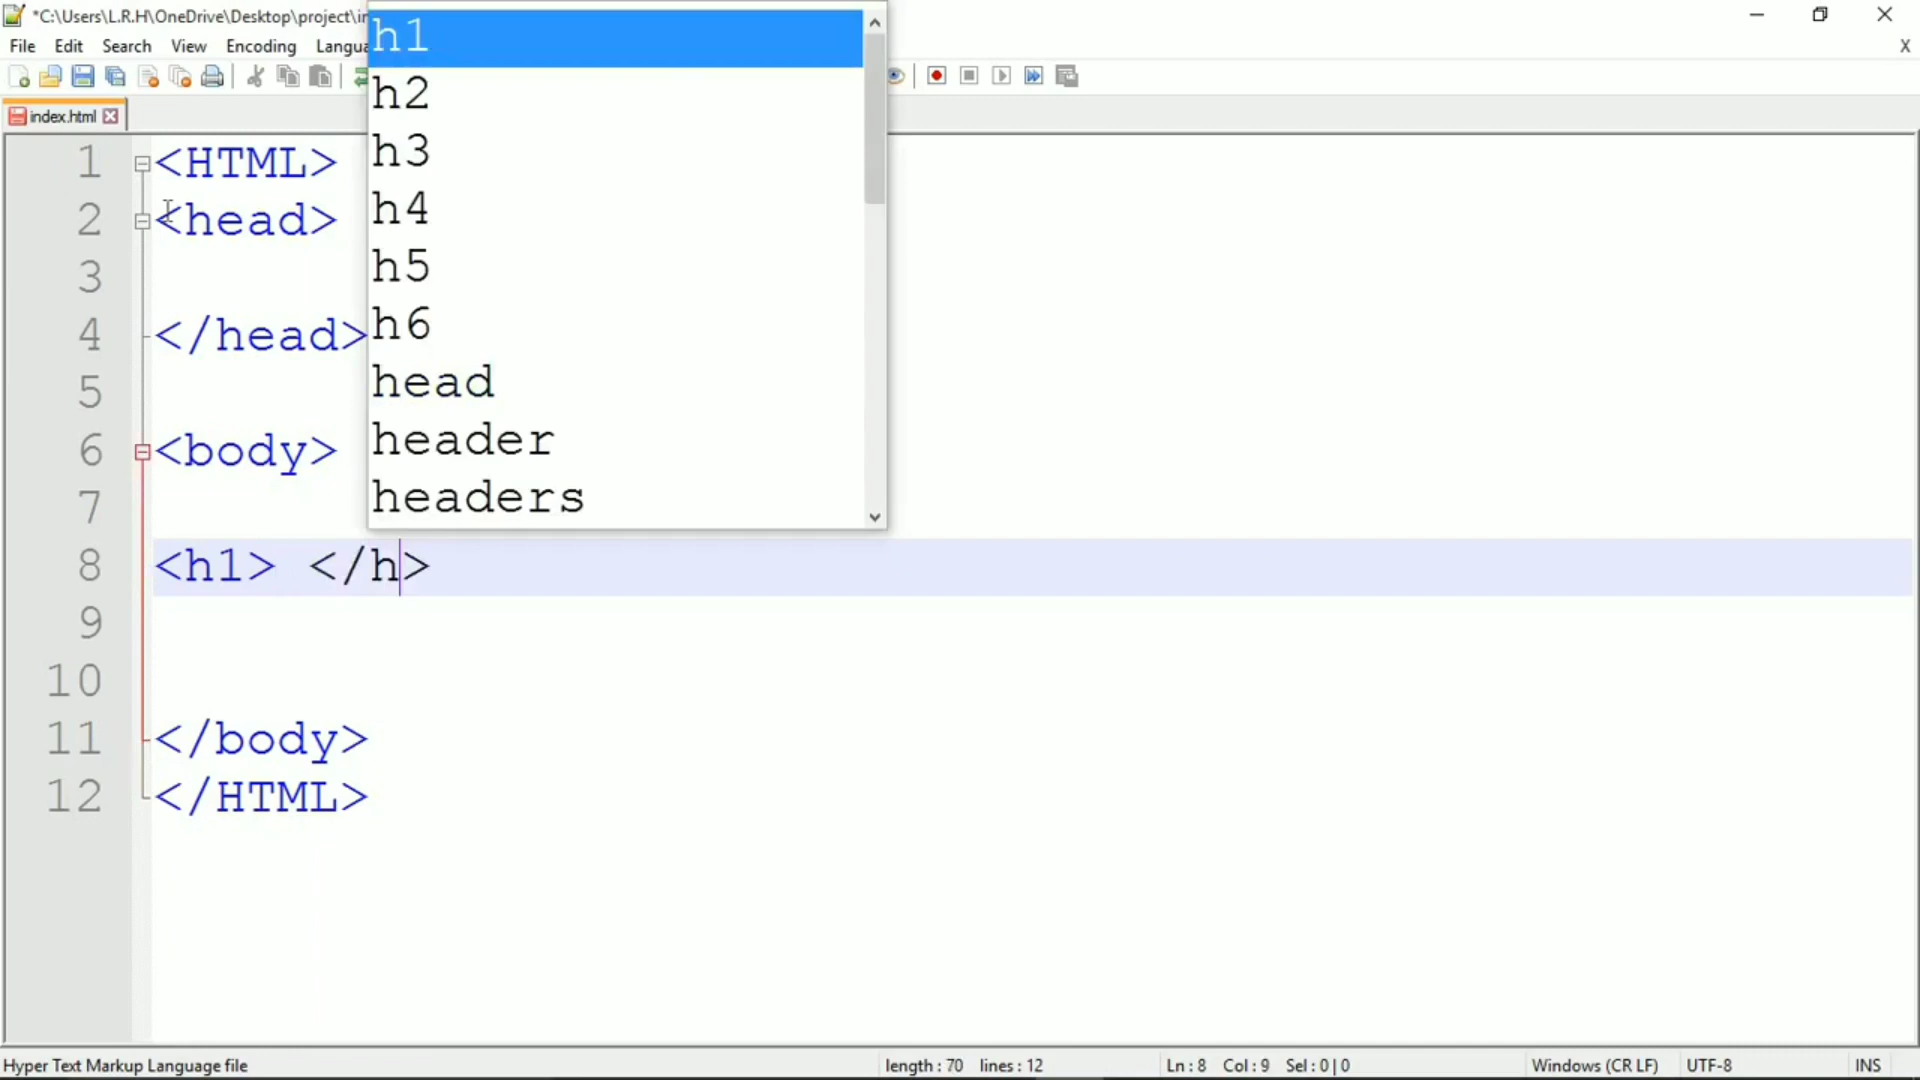 *C:\Users\L.R.H\OneDrive\Desktop\project\in
File Edit Search View Encoding Langua
X
index.html
h1
h2
h3
h4
h5
h6
head
header
headers
1 <HTML>
2 <head>
3
4 </head>
5
6 <body>
7
8 <h1> </h>
9
10
11 </body>
12 </HTML>
Hyper Text Markup Language file length : 70 lines : 12 Ln : 8 Col : 9 Sel : 0 | 0 Windows (CR LF) UTF-8 INS